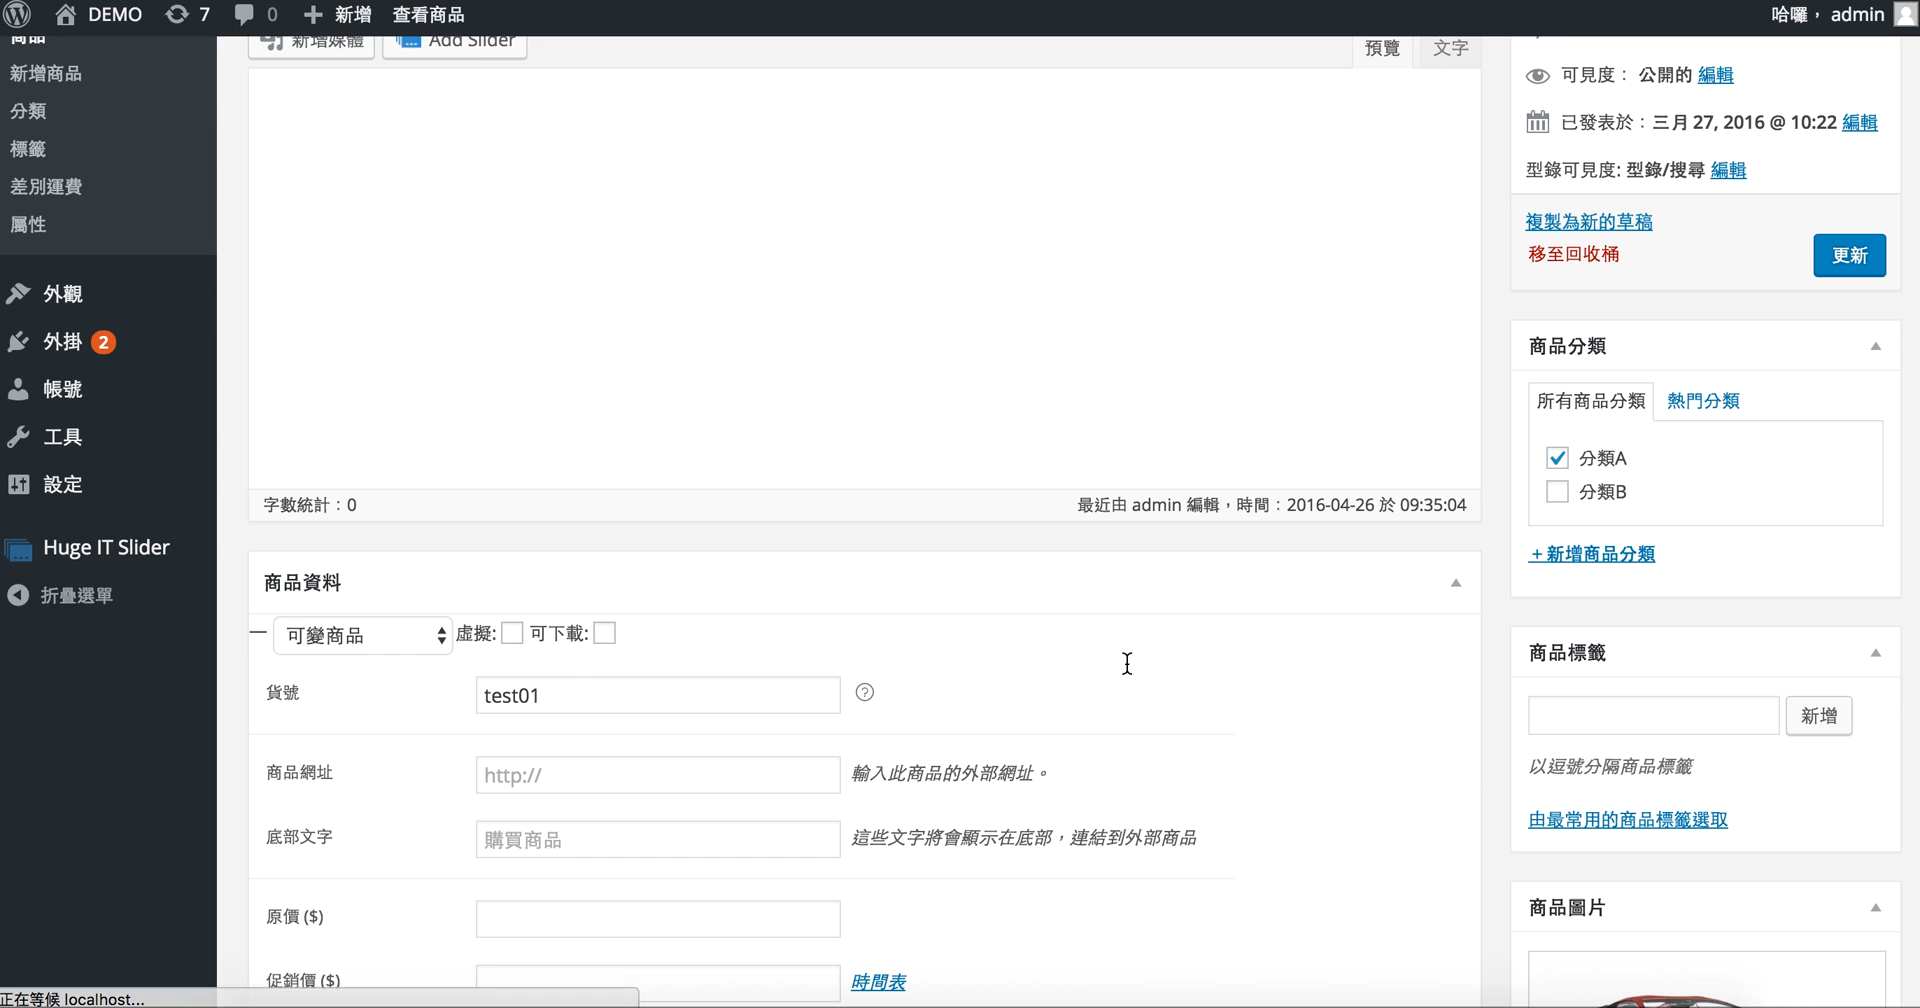 DEMO 7 0 新增 查看商品 哈囉，admin
商品
新增商品
分類
標籤
差別運費
屬性
外觀
外掛 2
帳號
工具
設定
Huge IT Slider
折疊選單
新增媒體 Add Slider 預覽 文字
字數統計：0 最近由 admin 編輯，時間：2016-04-26 於 09:35:04
商品資料
— 可變商品 虛擬: 可下載:
貨號 test01
商品網址 http:// 輸入此商品的外部網址。
底部文字 購買商品 這些文字將會顯示在底部，連結到外部商品
原價 ($)
促銷價 ($) 時間表
可見度： 公開的 編輯
已發表於：三月 27, 2016 @ 10:22 編輯
型錄可見度: 型錄/搜尋 編輯
複製為新的草稿
移至回收桶
更新
商品分類
所有商品分類 熱門分類
分類A
分類B
+ 新增商品分類
商品標籤
新增
以逗號分隔商品標籤
由最常用的商品標籤選取
商品圖片
正在等候 localhost...